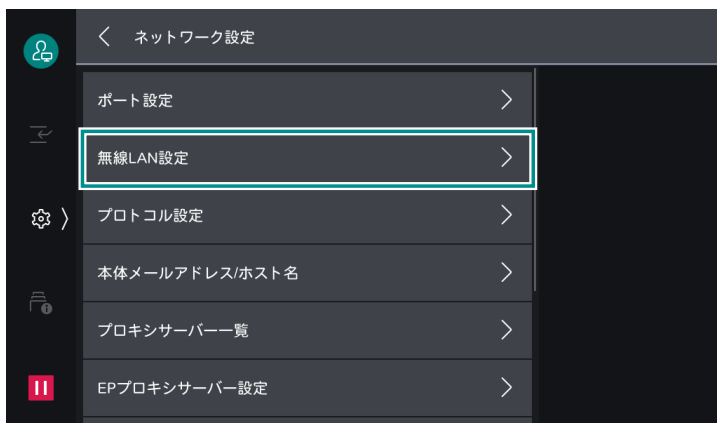 ネットワーク設定
ポート設定
無線LAN設定
プロトコル設定
本体メールアドレス/ホスト名
プロキシサーバー一覧
EPプロキシサーバー設定